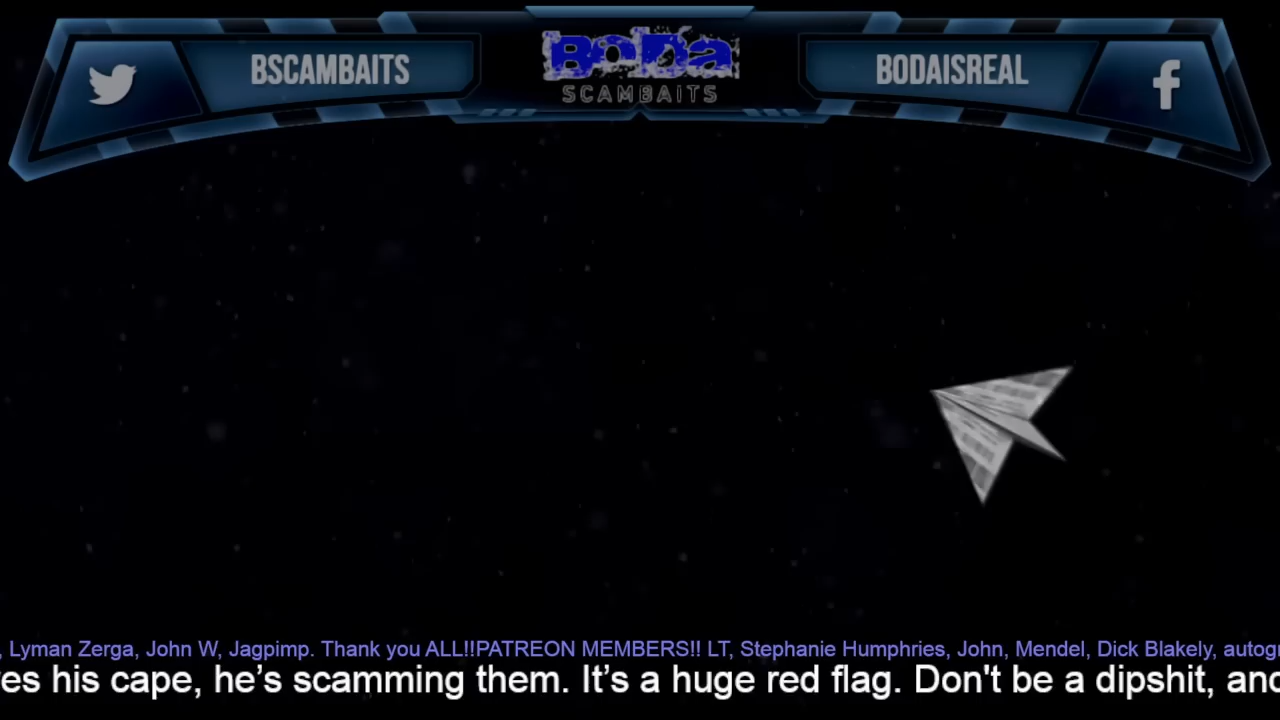 BSCAMBAITS
BODa
SCAMBAITS
BODAISREAL
, Lyman Zerga, John W, Jagpimp. Thank you ALL!!PATREON MEMBERS!! LT, Stephanie Humphries, John, Mendel, Dick Blakely, autogr
es his cape, he’s scamming them. It’s a huge red flag. Don't be a dipshit, and